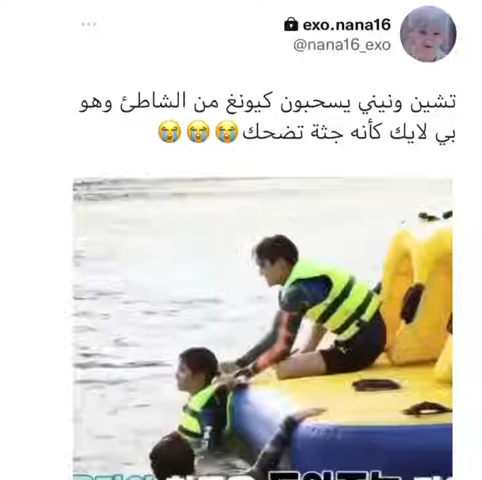 exo.nana16
@nana16_exo
تشين ونيني يسحبون كيونغ من الشاطئ وهو
بي لايك كأنه جثة تضحك😭😭😭